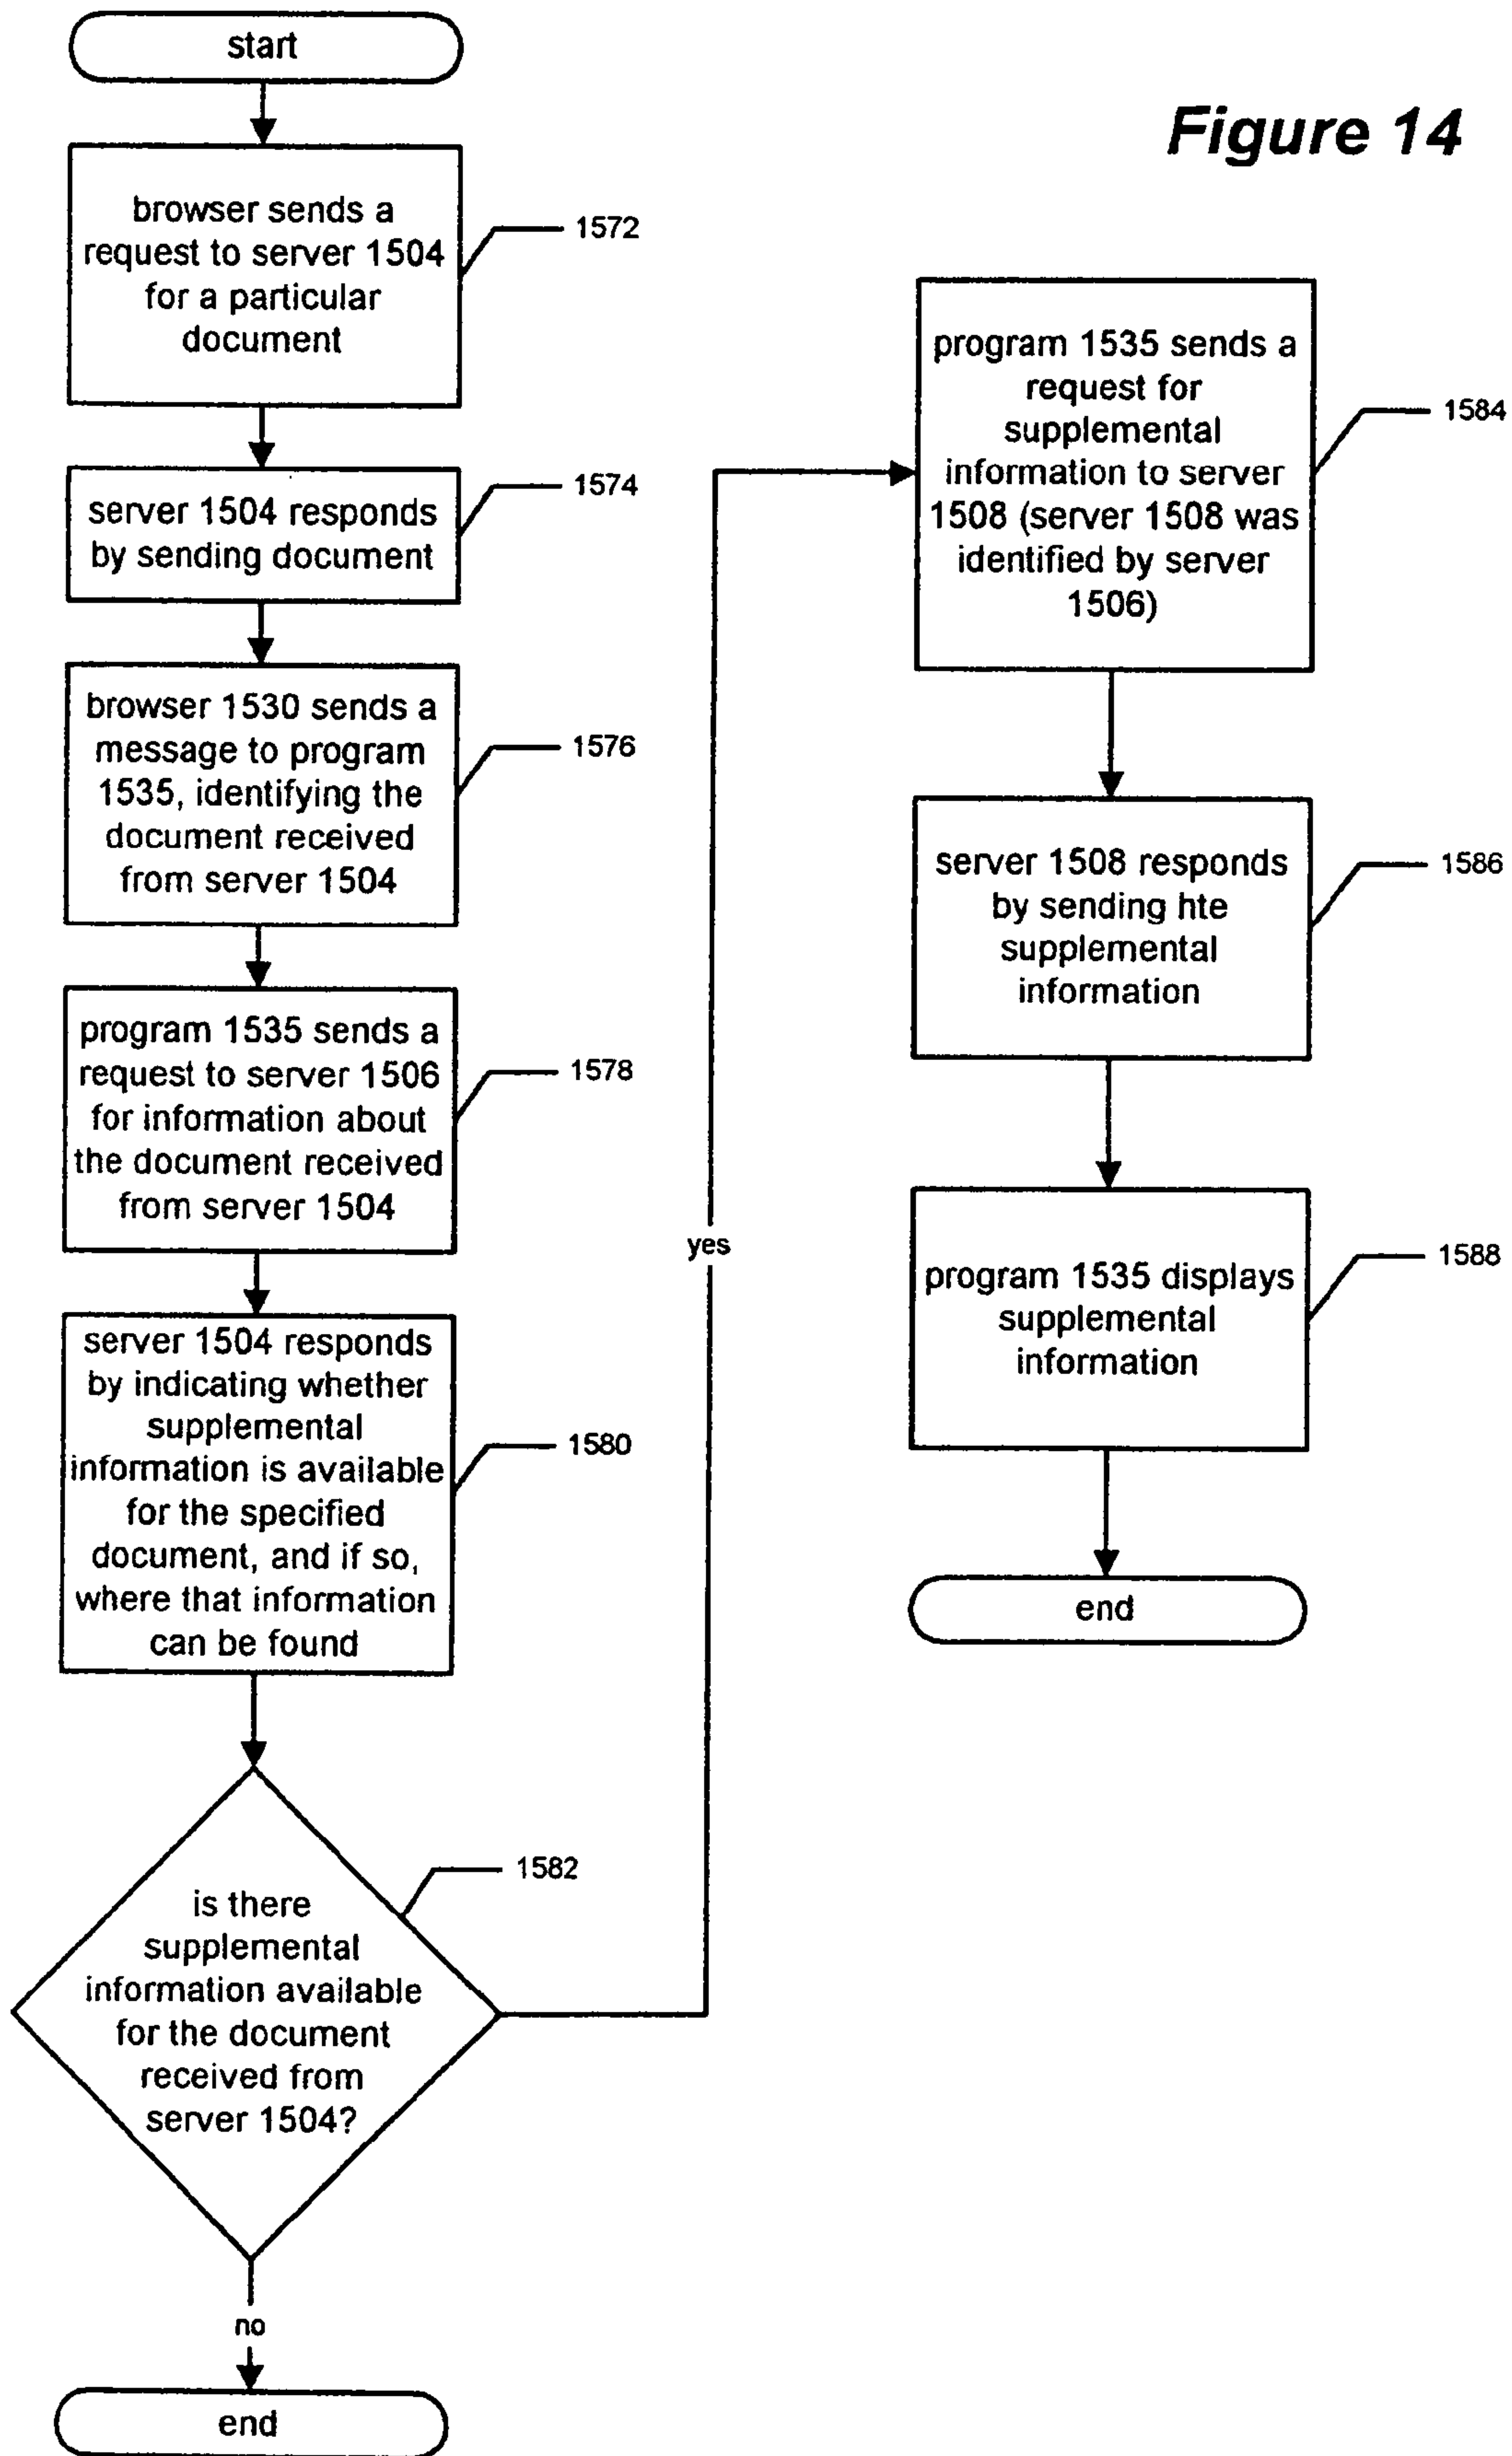 Figure 14
start
browser sends a
request to server 1504
for a particular
document
1572
server 1504 responds
by sending document
1574
browser 1530 sends a
message to program
1535, identifying the
document received
from server 1504
1576
program 1535 sends a
request to server 1506
for information about
the document received
from server 1504
1578
server 1504 responds
by indicating whether
supplemental
information is available
for the specified
document, and if so,
where that information
can be found
1580
is there
supplemental
information available
for the document
received from
server 1504?
1582
no
end
yes
program 1535 sends a
request for
supplemental
information to server
1508 (server 1508 was
identified by server
1506)
1584
server 1508 responds
by sending hte
supplemental
information
1586
program 1535 displays
supplemental
information
1588
end